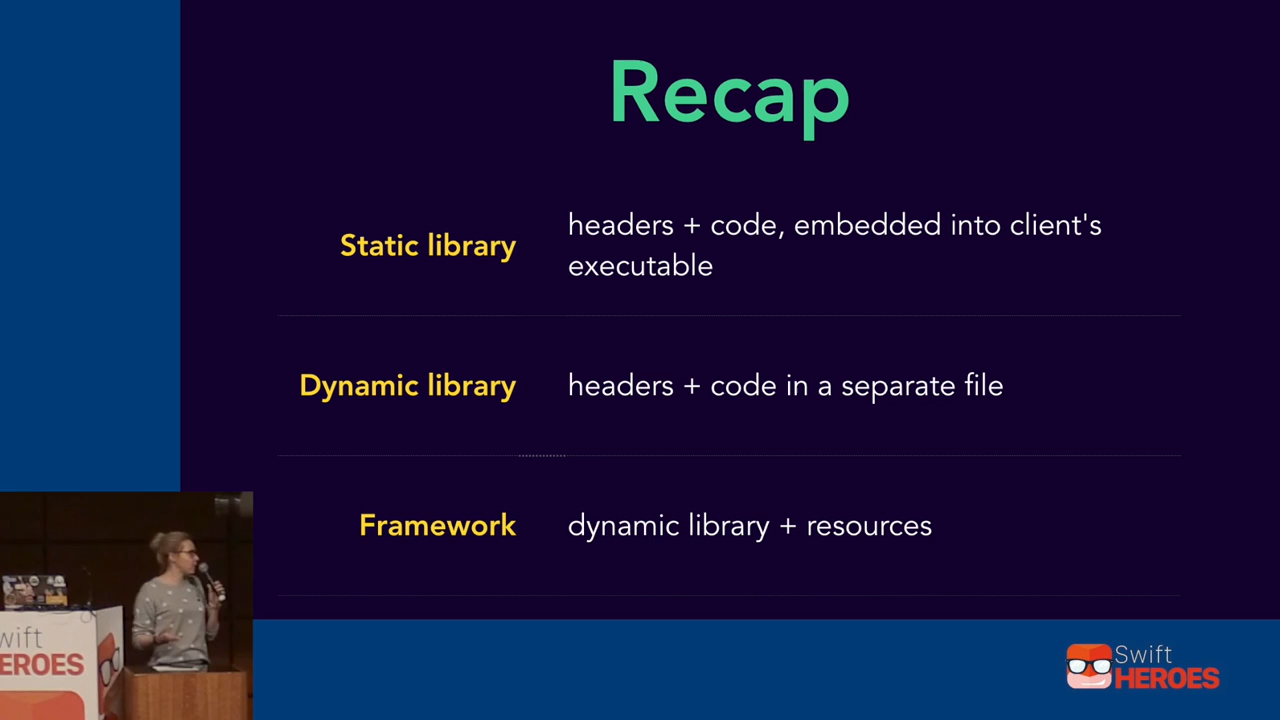 Recap
Static library
headers + code, embedded into client's
executable
Dynamic library
headers + code in a separate file
Framework
dynamic library + resources
wift
EROES
Swift
HEROES